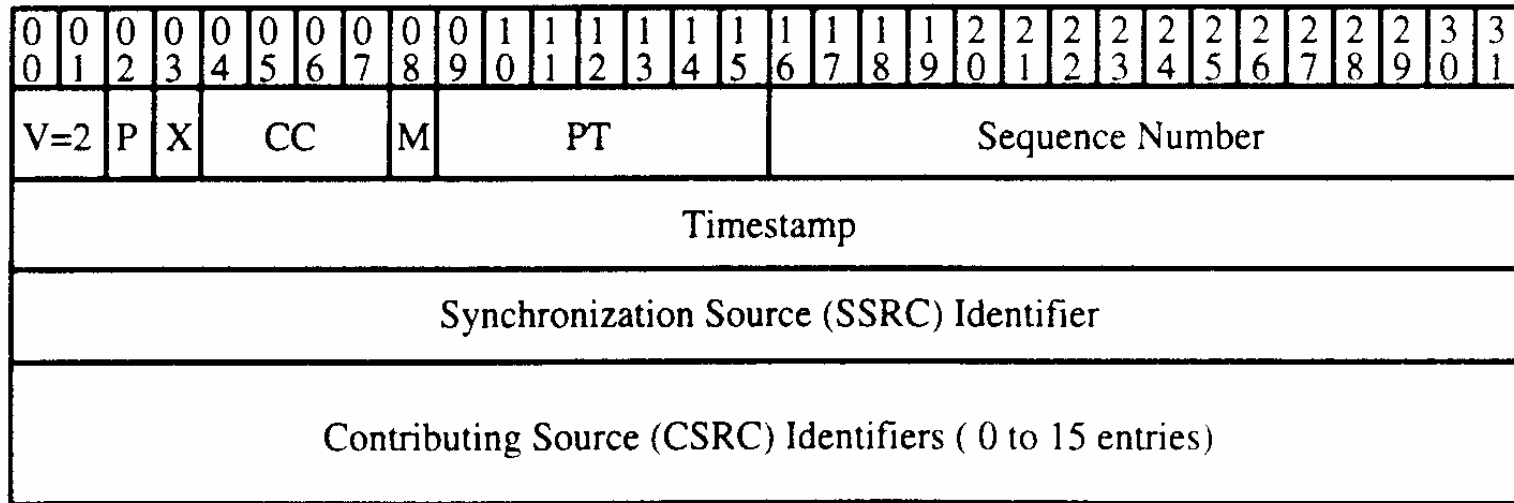 0 0 0 0 0 0 0 0 0 0 1 1 1 1 1 1 1 1 1 1 2 2 2 2 2 2 2 2 2 2 3 3
0 1 2 3 4 5 6 7 8 9 0 1 2 3 4 5 6 7 8 9 0 1 2 3 4 5 6 7 8 9 0 1
V=2 P X CC M PT Sequence Number
Timestamp
Synchronization Source (SSRC) Identifier
Contributing Source (CSRC) Identifiers ( 0 to 15 entries)